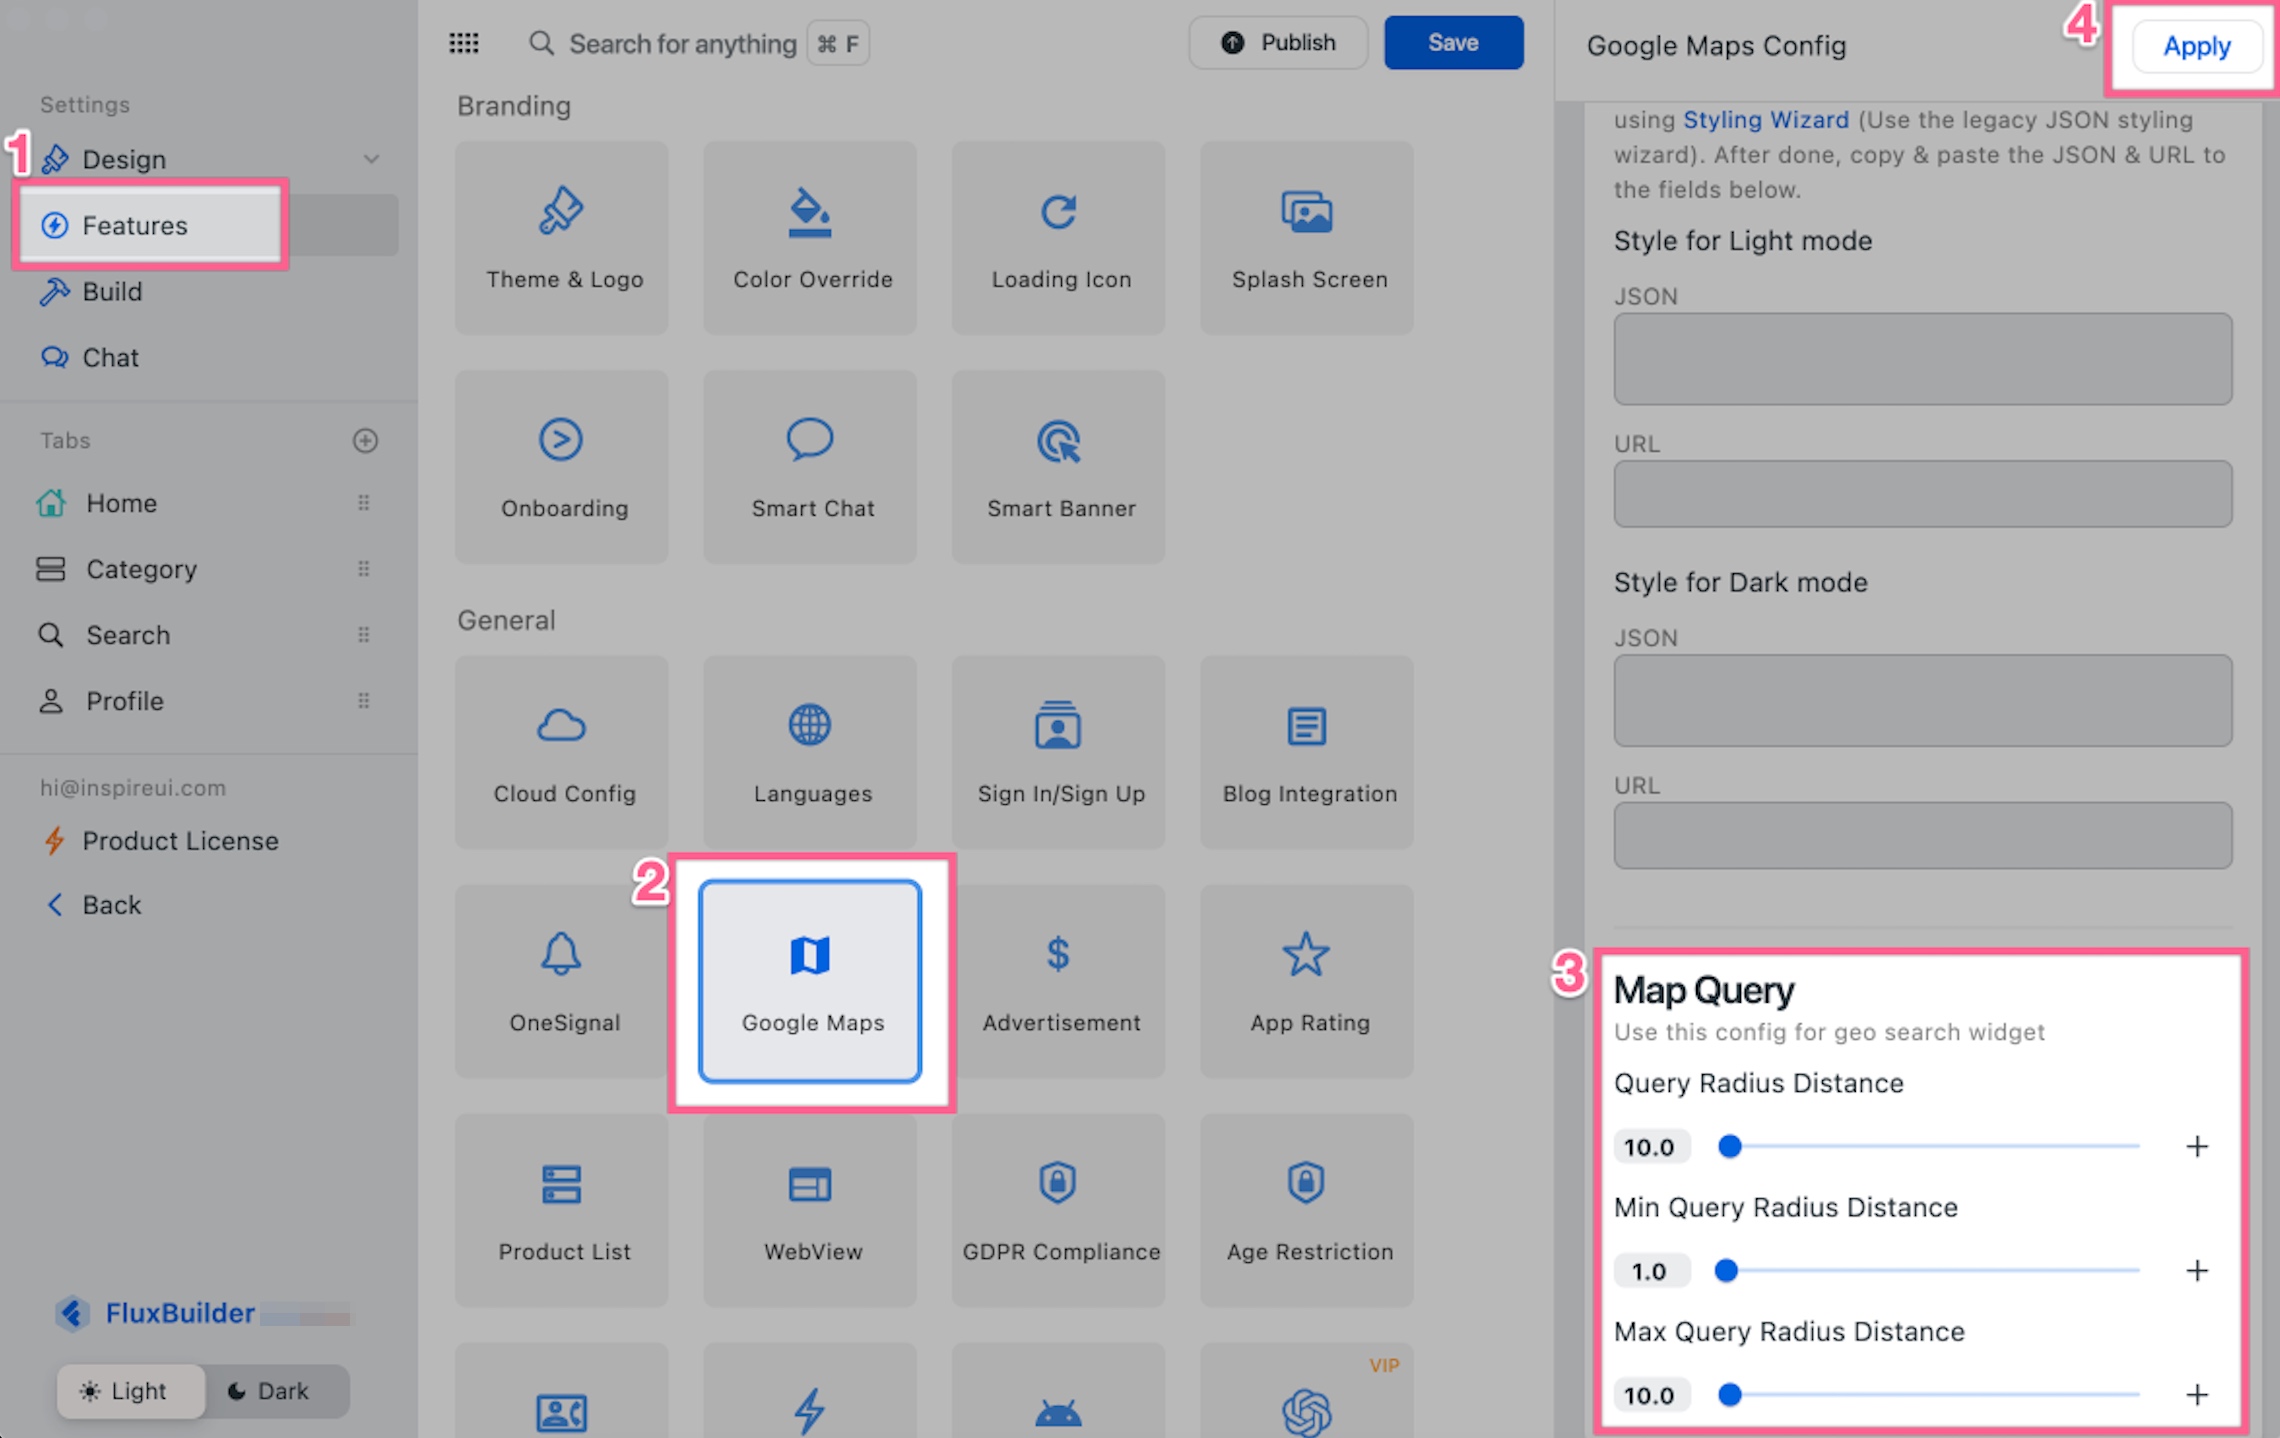 Settings
1
Design
Features
Build
Chat
Tabs
Home
Category
Search
Profile
hi@inspireui.com
Product License
Back
FluxBuilder
Light
Dark
Search for anything
⌘ F
Publish
Save
Branding
Theme & Logo
Color Override
Loading Icon
Splash Screen
Onboarding
Smart Chat
Smart Banner
General
Cloud Config
Languages
Sign In/Sign Up
Blog Integration
2
OneSignal
Google Maps
Advertisement
App Rating
Product List
WebView
GDPR Compliance
Age Restriction
VIP
Google Maps Config
4
Apply
using Styling Wizard (Use the legacy JSON styling
wizard). After done, copy & paste the JSON & URL to
the fields below.
Style for Light mode
JSON
URL
Style for Dark mode
JSON
URL
3
Map Query
Use this config for geo search widget
Query Radius Distance
10.0
Min Query Radius Distance
1.0
Max Query Radius Distance
10.0